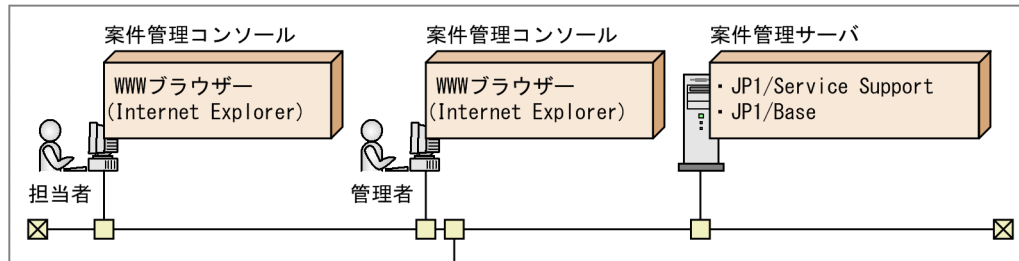 案件管理コンソール
WWWブラウザー
(Internet Explorer)
担当者
案件管理コンソール
WWWブラウザー
(Internet Explorer)
管理者
案件管理サーバ
・JP1/Service Support
・JP1/Base